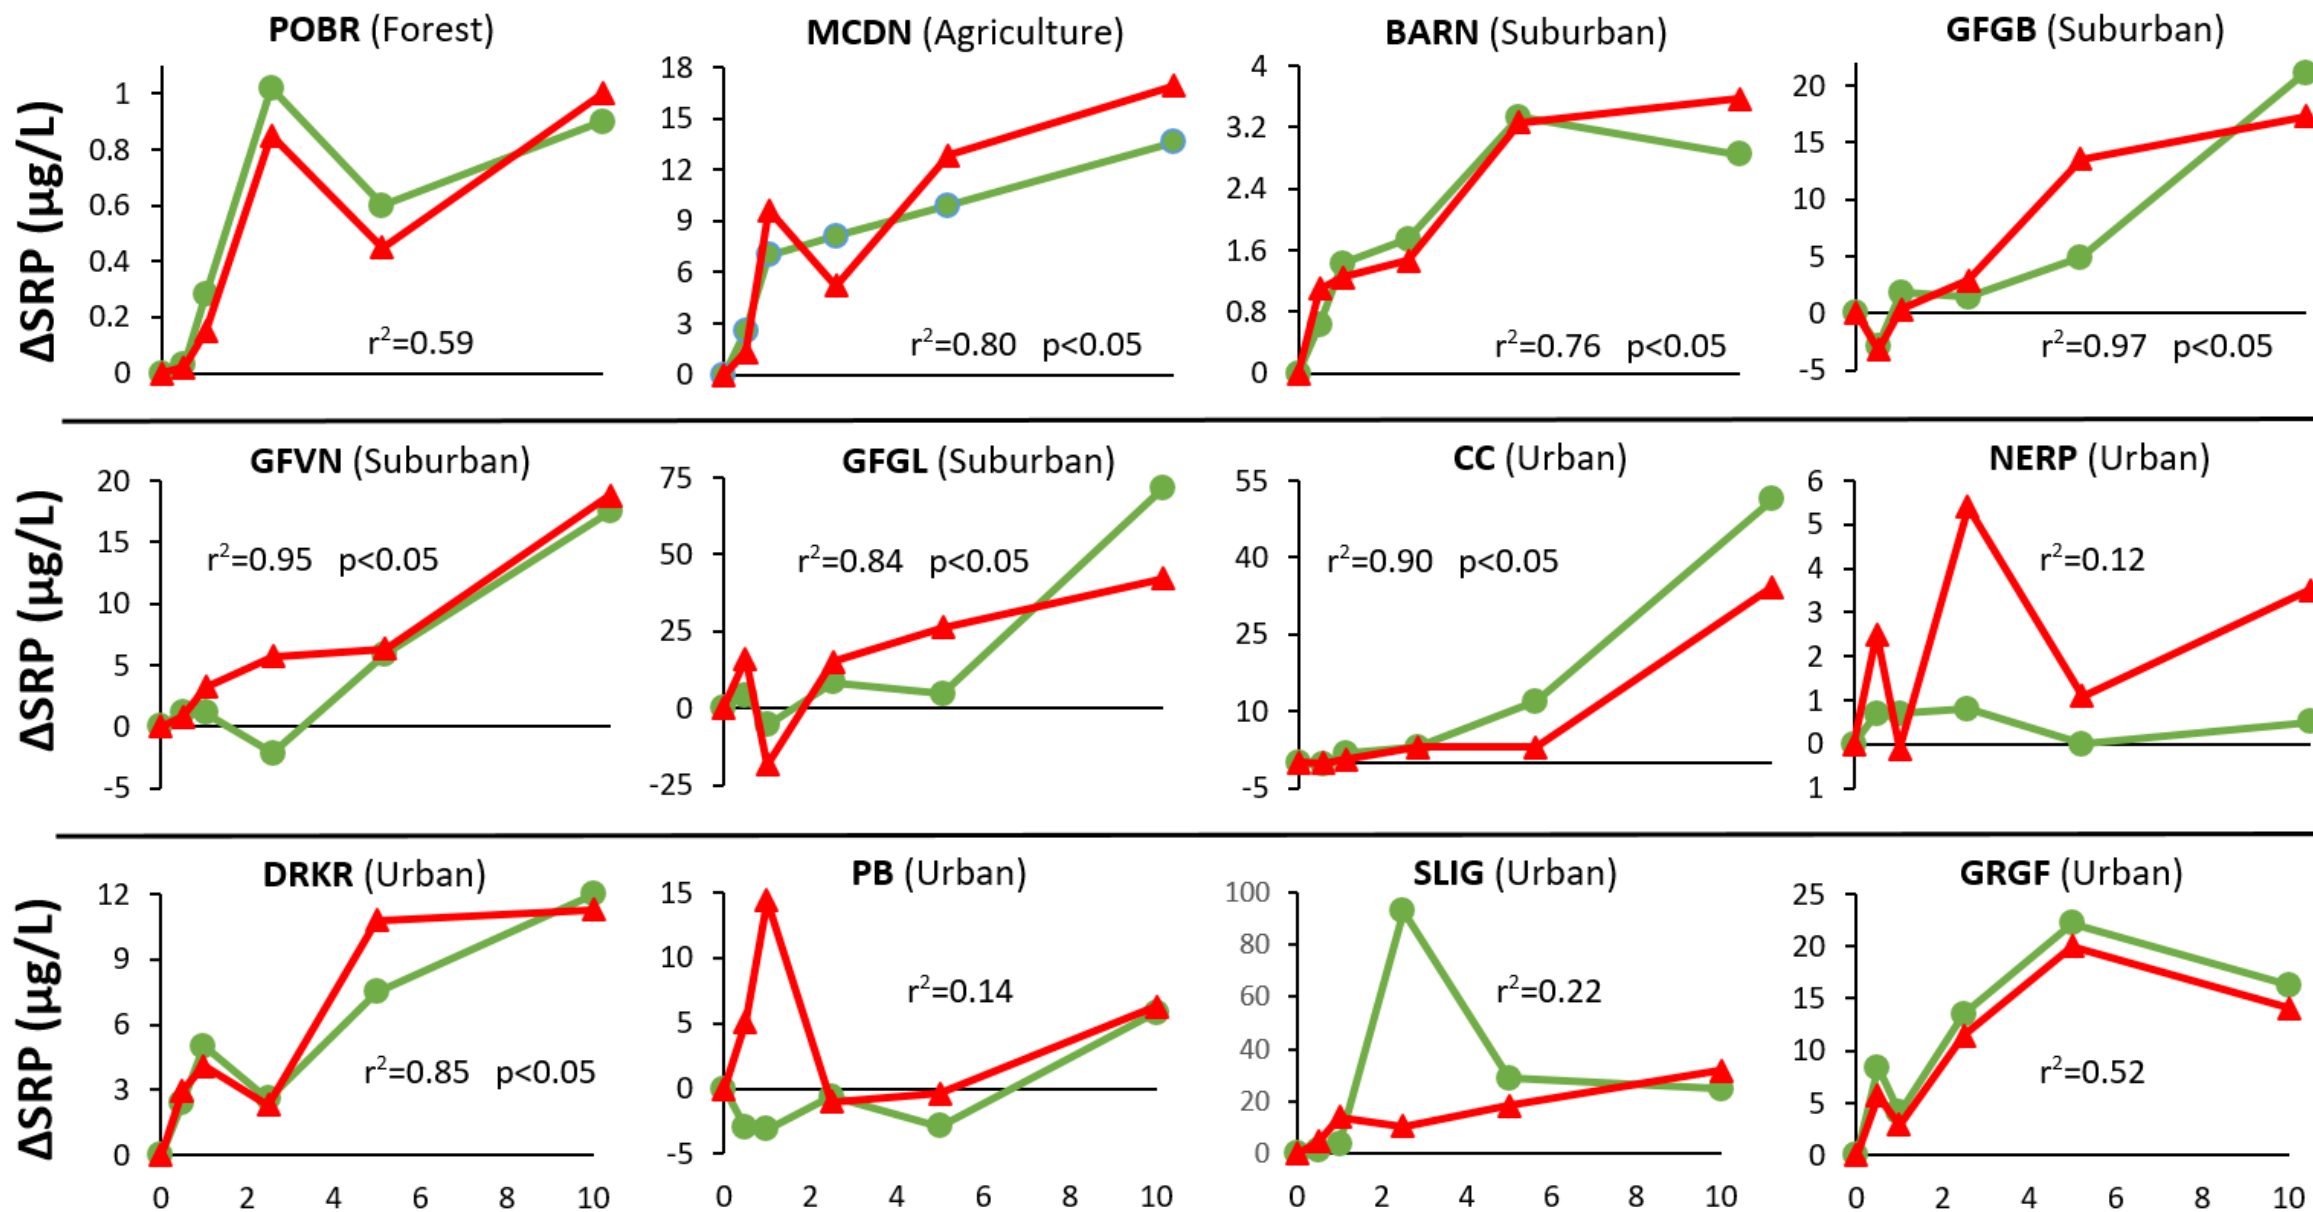 POBR (Forest)
MCDN (Agriculture)
BARN (Suburban)
GFGB (Suburban)
ΔSRP (µg/L)
1
0.8
0.6
0.4
0.2
0
r²=0.59
18
15
12
9
6
3
0
r²=0.80 p<0.05
4
3.2
2.4
1.6
0.8
0
r²=0.76 p<0.05
20
15
10
5
0
-5
r²=0.97 p<0.05
GFVN (Suburban)
GFGL (Suburban)
CC (Urban)
NERP (Urban)
ΔSRP (µg/L)
20
15
10
5
0
-5
r²=0.95 p<0.05
75
50
25
0
-25
r²=0.84 p<0.05
55
40
25
10
-5
r²=0.90 p<0.05
6
5
4
3
2
1
0
1
r²=0.12
DRKR (Urban)
PB (Urban)
SLIG (Urban)
GRGF (Urban)
ΔSRP (µg/L)
12
9
6
3
0
r²=0.85 p<0.05
0 2 4 6 8 10
15
10
5
0
-5
r²=0.14
0 2 4 6 8 10
100
80
60
40
20
0
r²=0.22
0 2 4 6 8 10
25
20
15
10
5
0
r²=0.52
0 2 4 6 8 10